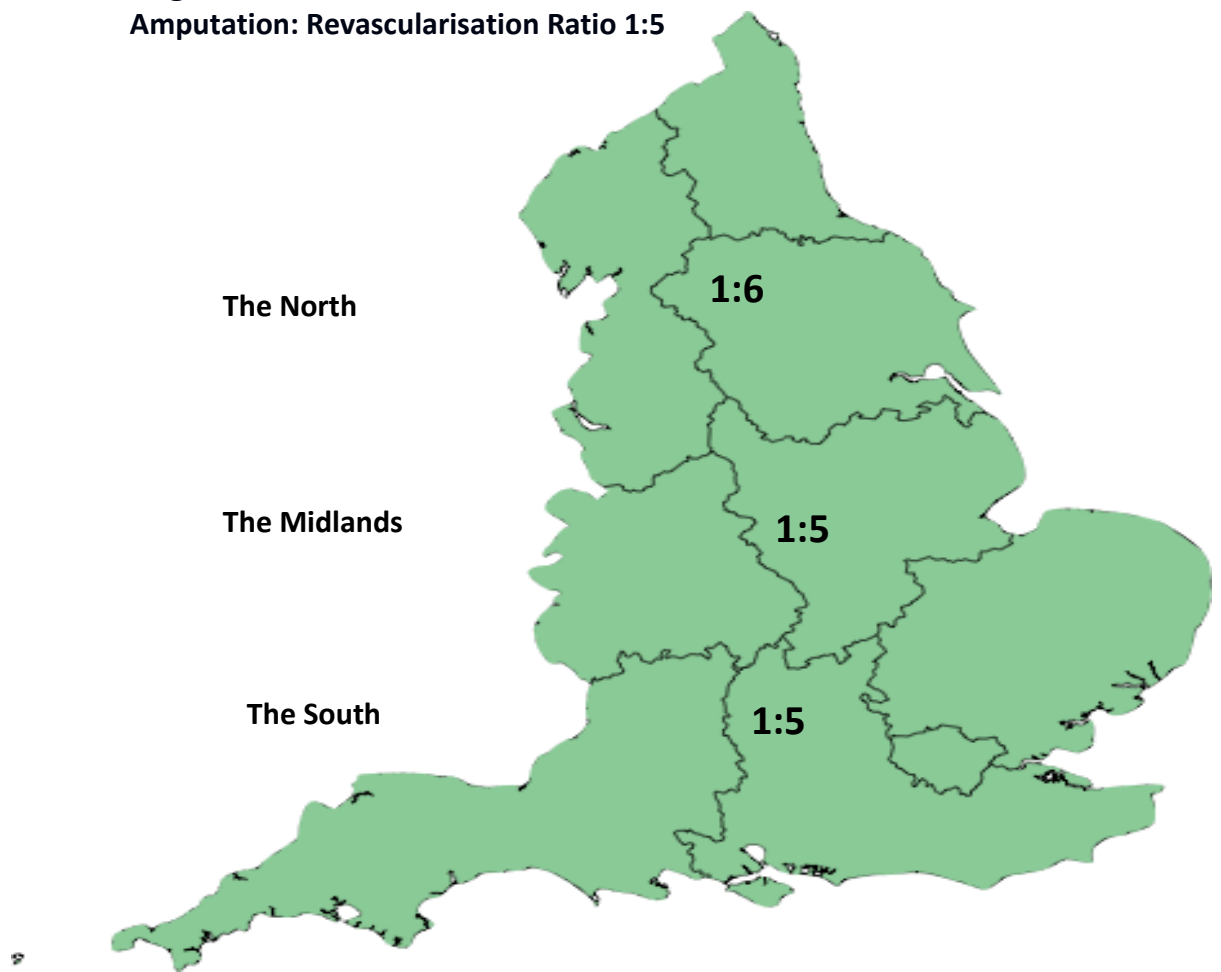 Amputation: Revascularisation Ratio 1:5
1:6
The North
The Midlands
1:5
The South
1:5